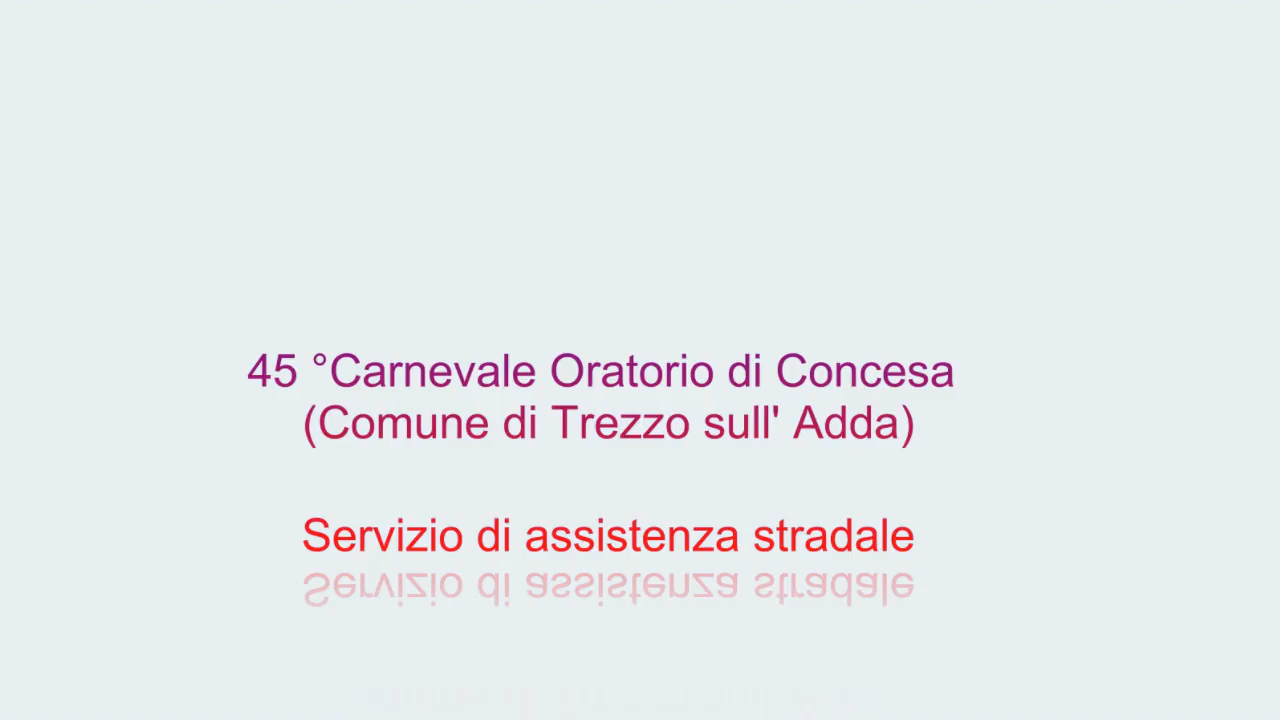 45 °Carnevale Oratorio di Concesa
(Comune di Trezzo sull' Adda)
Servizio di assistenza stradale